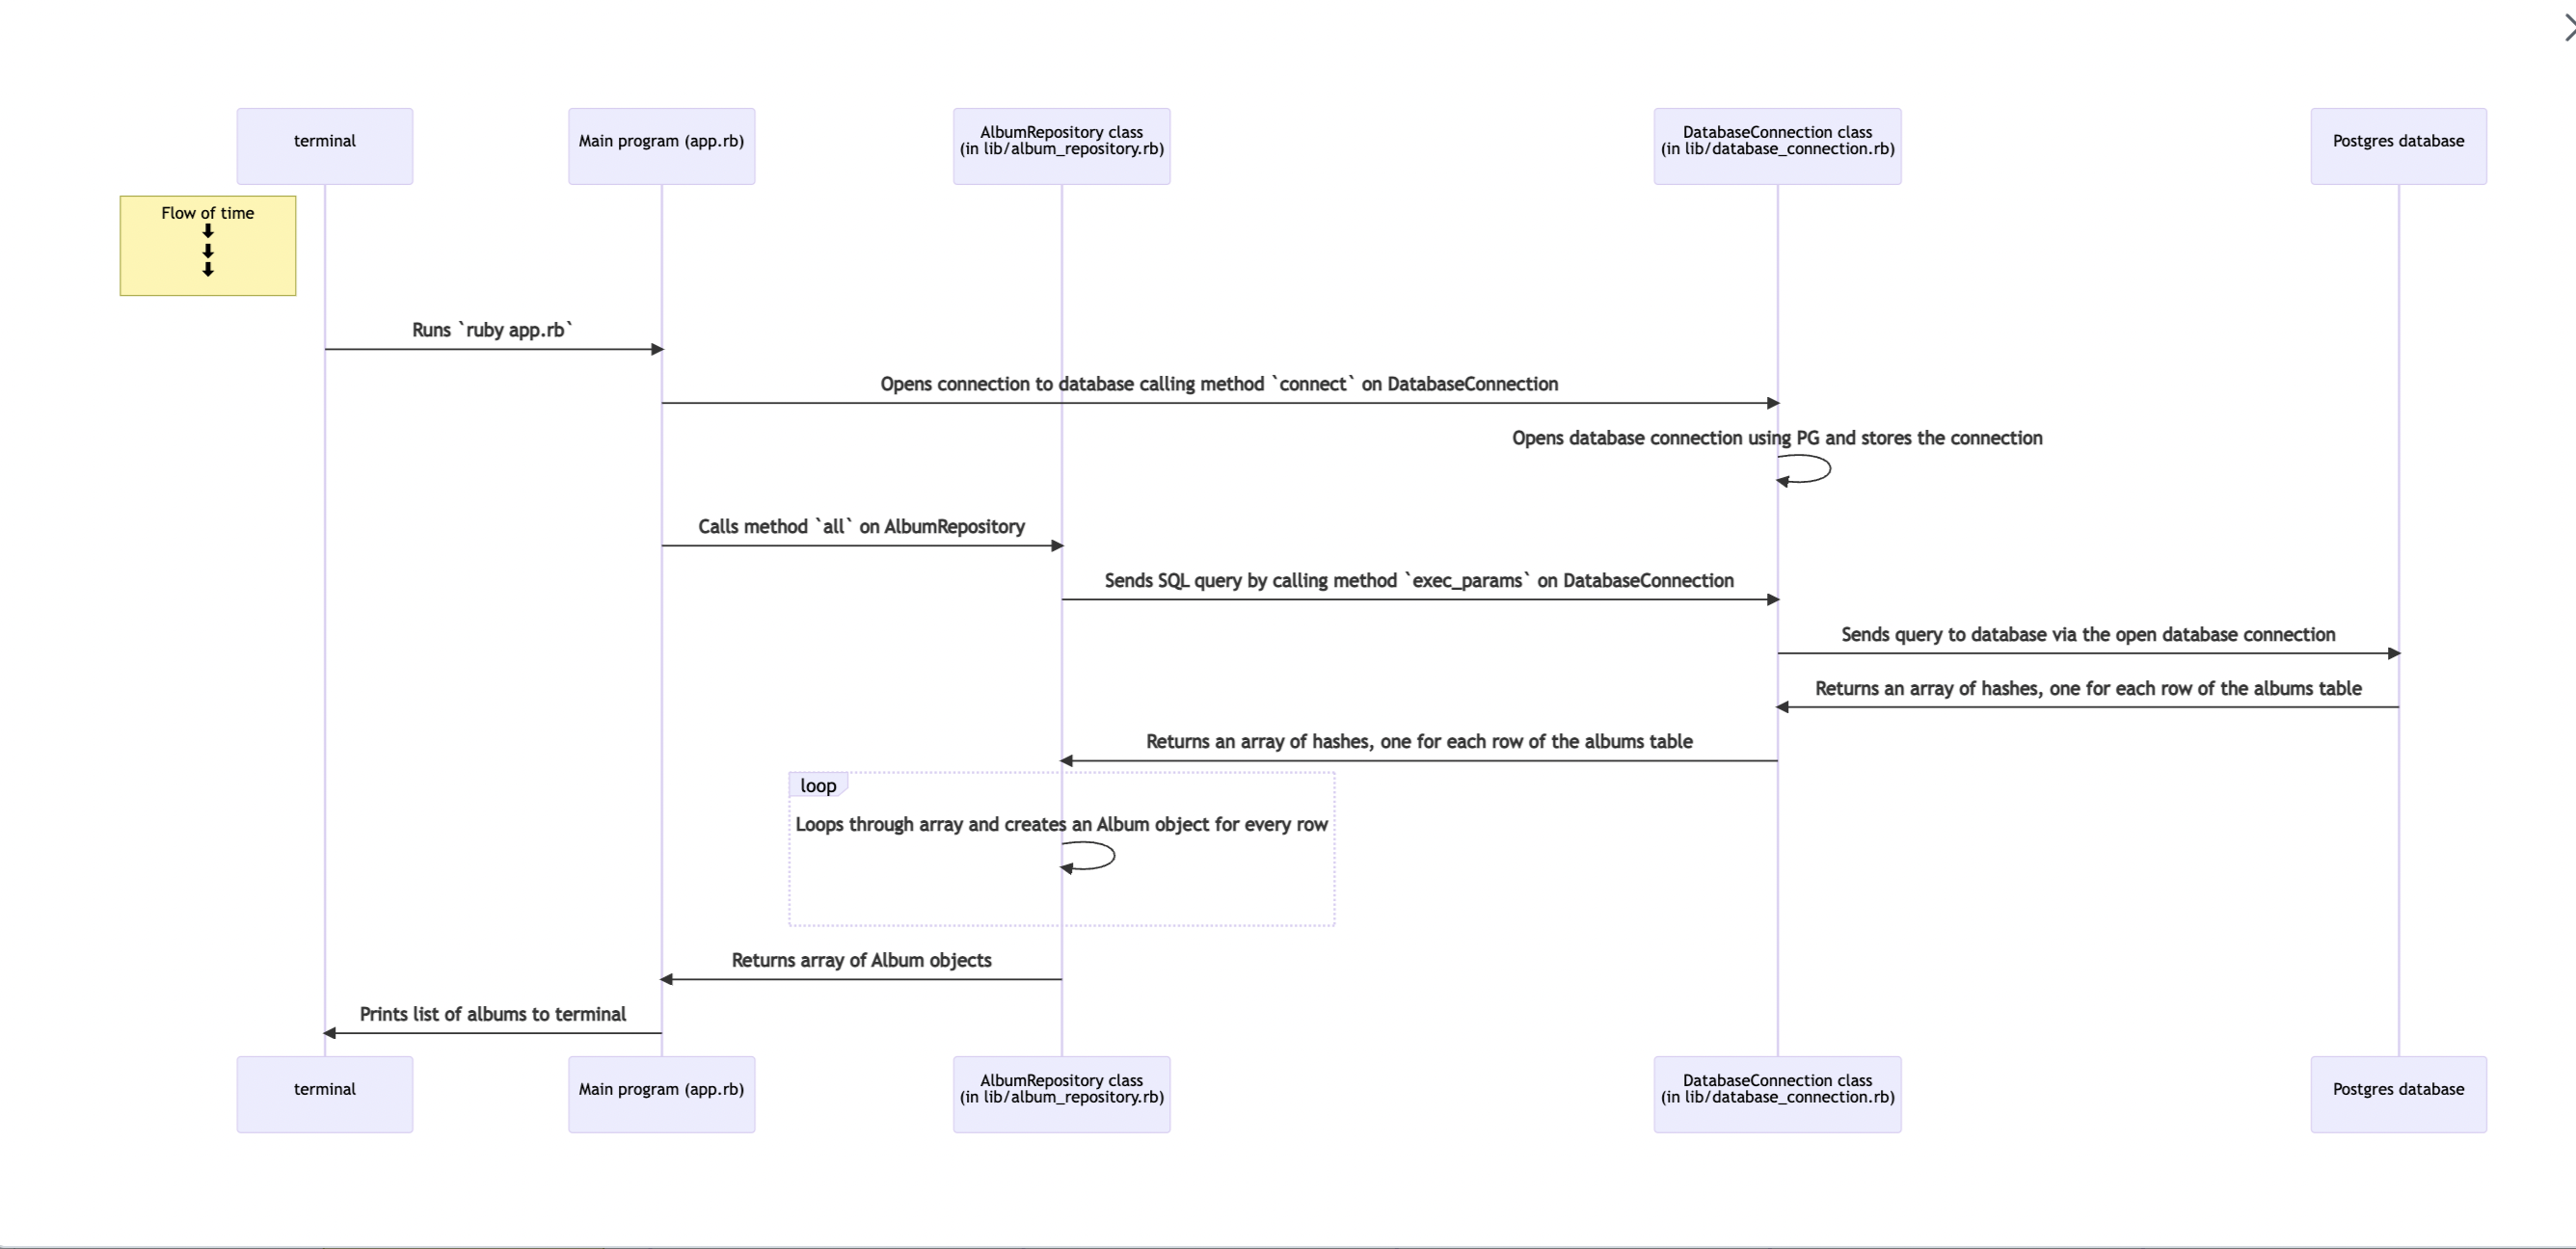 terminal
Main program (app.rb)
AlbumRepository class
(in lib/album_repository.rb)
DatabaseConnection class
(in lib/database_connection.rb)
Postgres database
Flow of time
⬇
⬇
⬇
Runs `ruby app.rb`
Opens connection to database calling method `connect` on DatabaseConnection
Opens database connection using PG and stores the connection
Calls method `all` on AlbumRepository
Sends SQL query by calling method `exec_params` on DatabaseConnection
Sends query to database via the open database connection
Returns an array of hashes, one for each row of the albums table
Returns an array of hashes, one for each row of the albums table
loop
Loops through array and creates an Album object for every row
Returns array of Album objects
Prints list of albums to terminal
terminal
Main program (app.rb)
AlbumRepository class
(in lib/album_repository.rb)
DatabaseConnection class
(in lib/database_connection.rb)
Postgres database